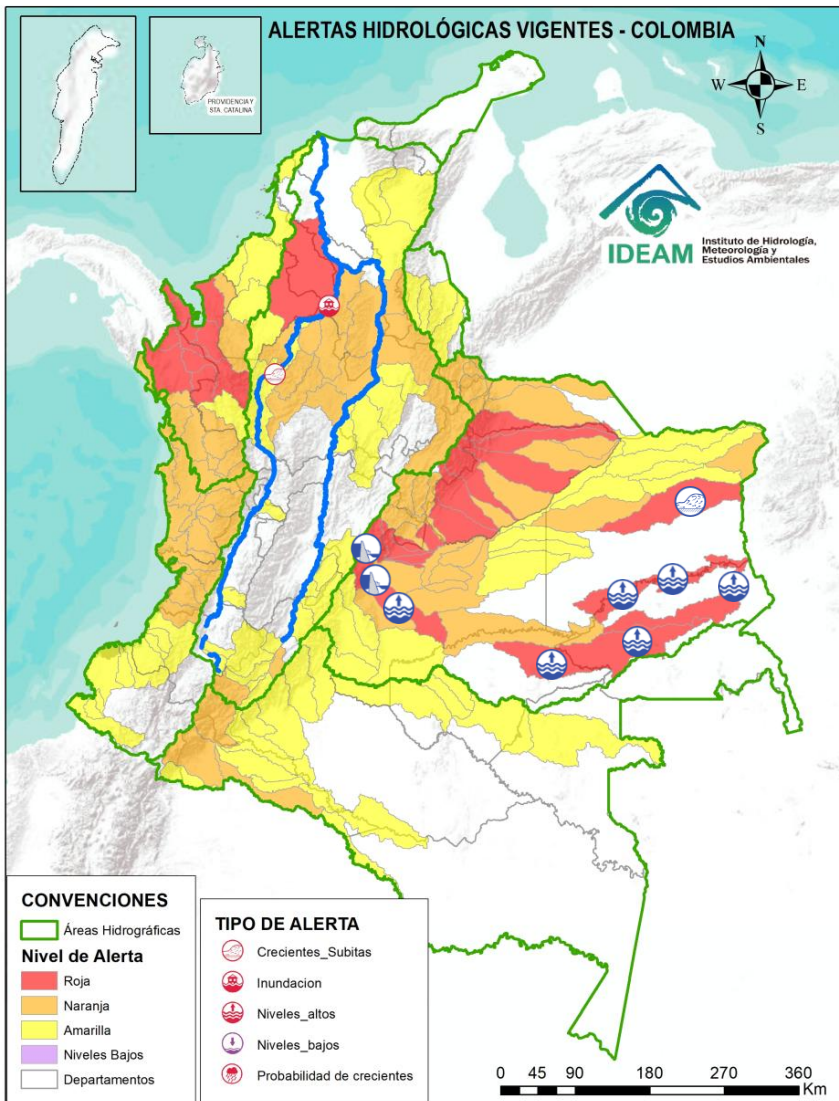 ALERTAS HIDROLÓGICAS VIGENTES - COLOMBIA
PROVIDENCIA Y
STA. CATALINA
N
W
E
S
IDEAM
Instituto de Hidrología,
Meteorología y
Estudios Ambientales
CONVENCIONES
Áreas Hidrográficas
Nivel de Alerta
Roja
Naranja
Amarilla
Niveles Bajos
Departamentos
TIPO DE ALERTA
Crecientes_Subitas
Inundacion
Niveles_altos
Niveles_bajos
Probabilidad de crecientes
0 45 90 180 270 360
Km